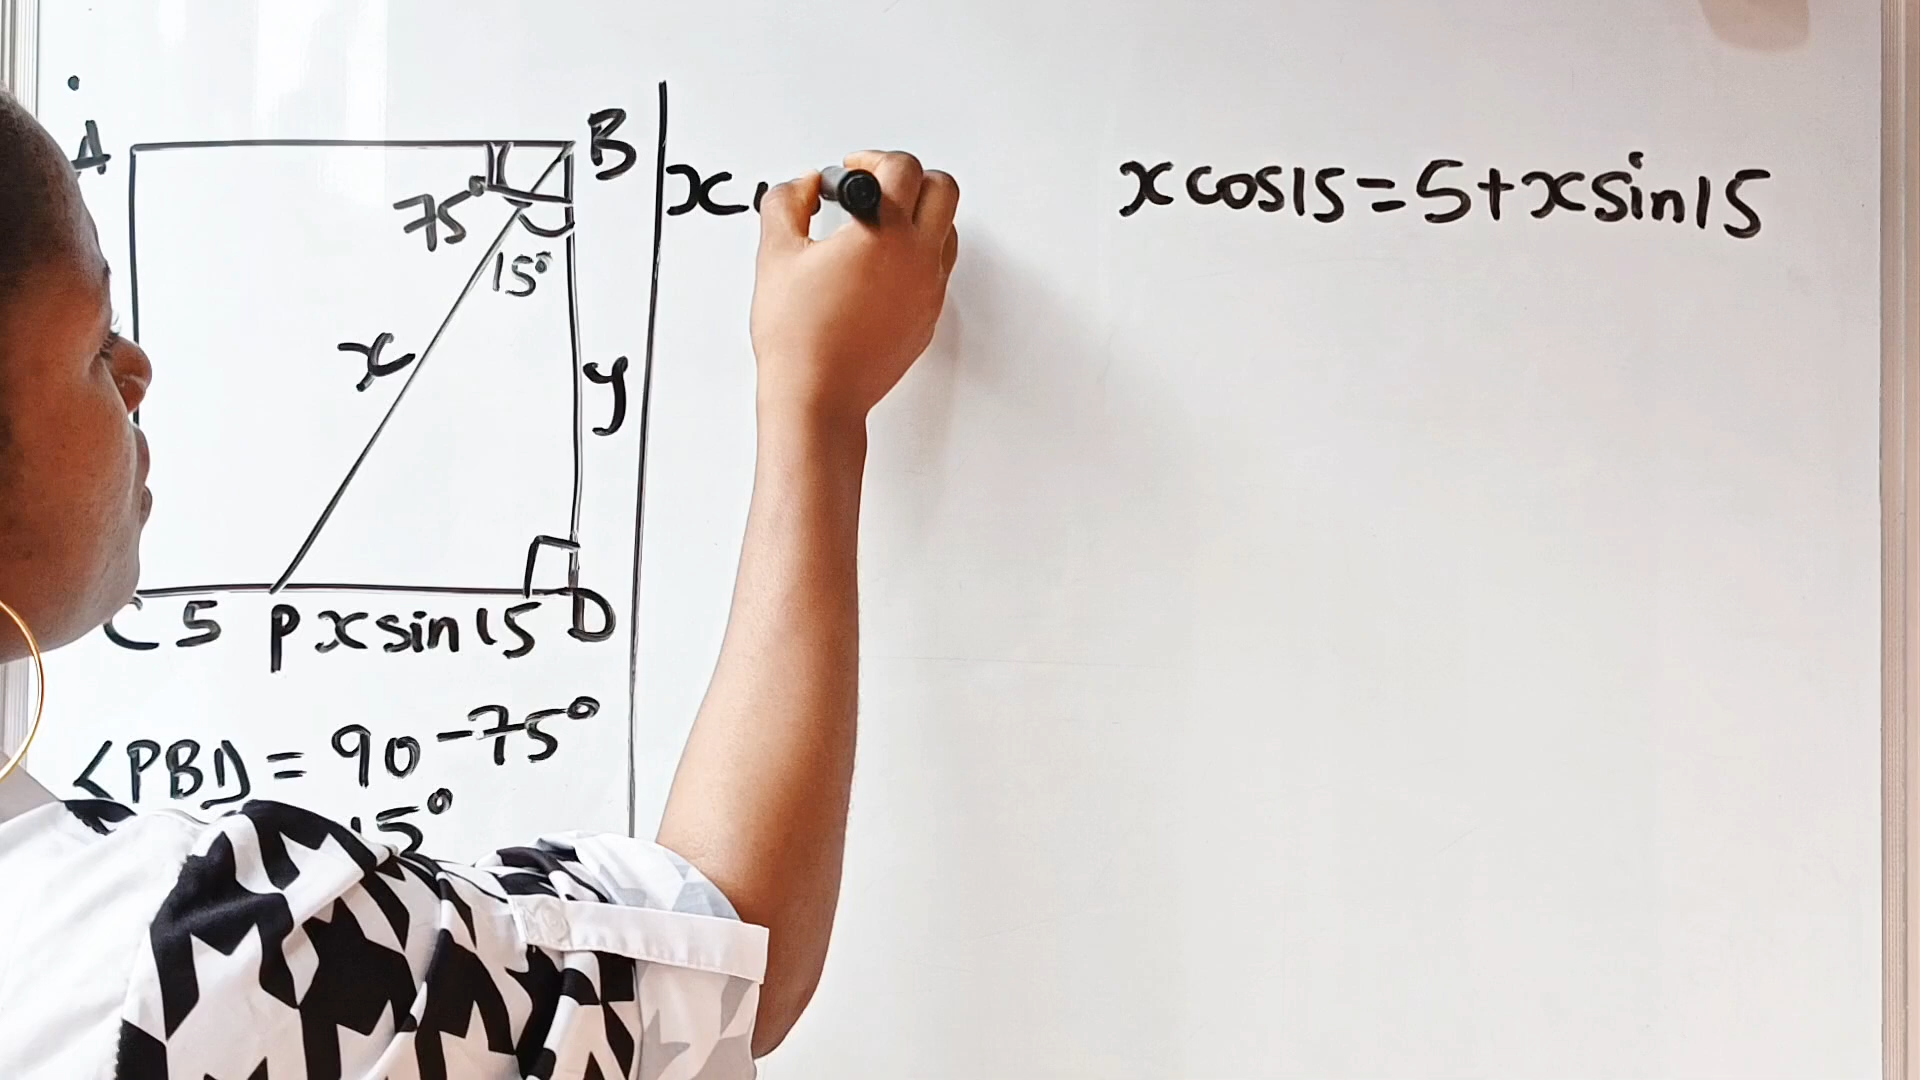 A
B
75°
15°
x
y
C 5 P x sin 15 D
<PBD = 90 - 75°
15°
x
x cos 15 = 5 + x sin 15